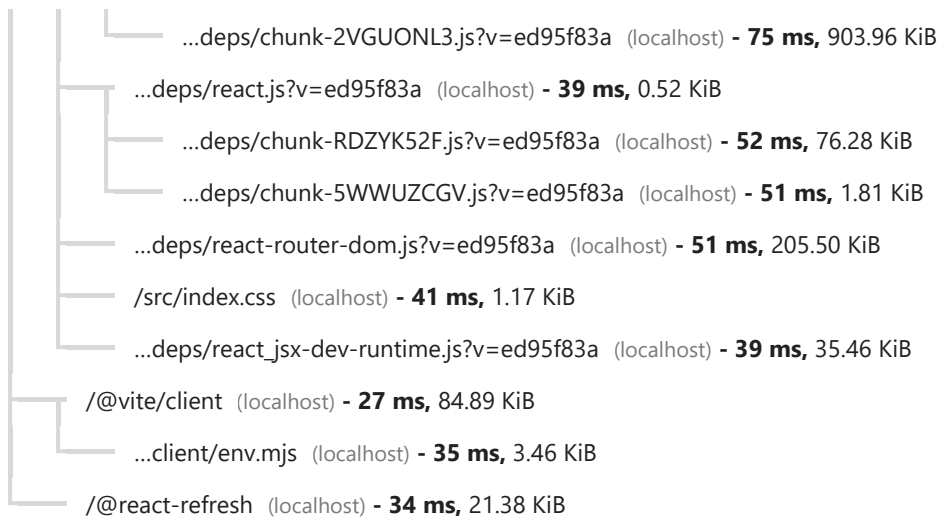 ...deps/chunk-2VGUONL3.js?v=ed95f83a (localhost) - 75 ms, 903.96 KiB
...deps/react.js?v=ed95f83a (localhost) - 39 ms, 0.52 KiB
...deps/chunk-RDZYK52F.js?v=ed95f83a (localhost) - 52 ms, 76.28 KiB
...deps/chunk-5WWUZCGV.js?v=ed95f83a (localhost) - 51 ms, 1.81 KiB
...deps/react-router-dom.js?v=ed95f83a (localhost) - 51 ms, 205.50 KiB
/src/index.css (localhost) - 41 ms, 1.17 KiB
...deps/react_jsx-dev-runtime.js?v=ed95f83a (localhost) - 39 ms, 35.46 KiB
/@vite/client (localhost) - 27 ms, 84.89 KiB
...client/env.mjs (localhost) - 35 ms, 3.46 KiB
/@react-refresh (localhost) - 34 ms, 21.38 KiB